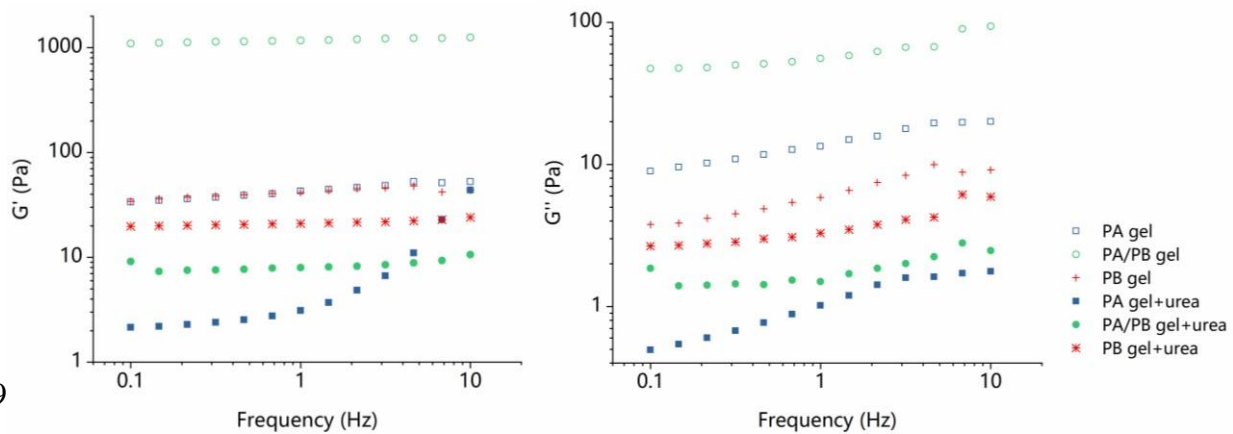 1000
100
10
1
G' (Pa)
0.1 1 10
Frequency (Hz)
100
10
1
G'' (Pa)
0.1 1 10
Frequency (Hz)
PA gel
PA/PB gel
PB gel
PA gel+urea
PA/PB gel+urea
PB gel+urea
9